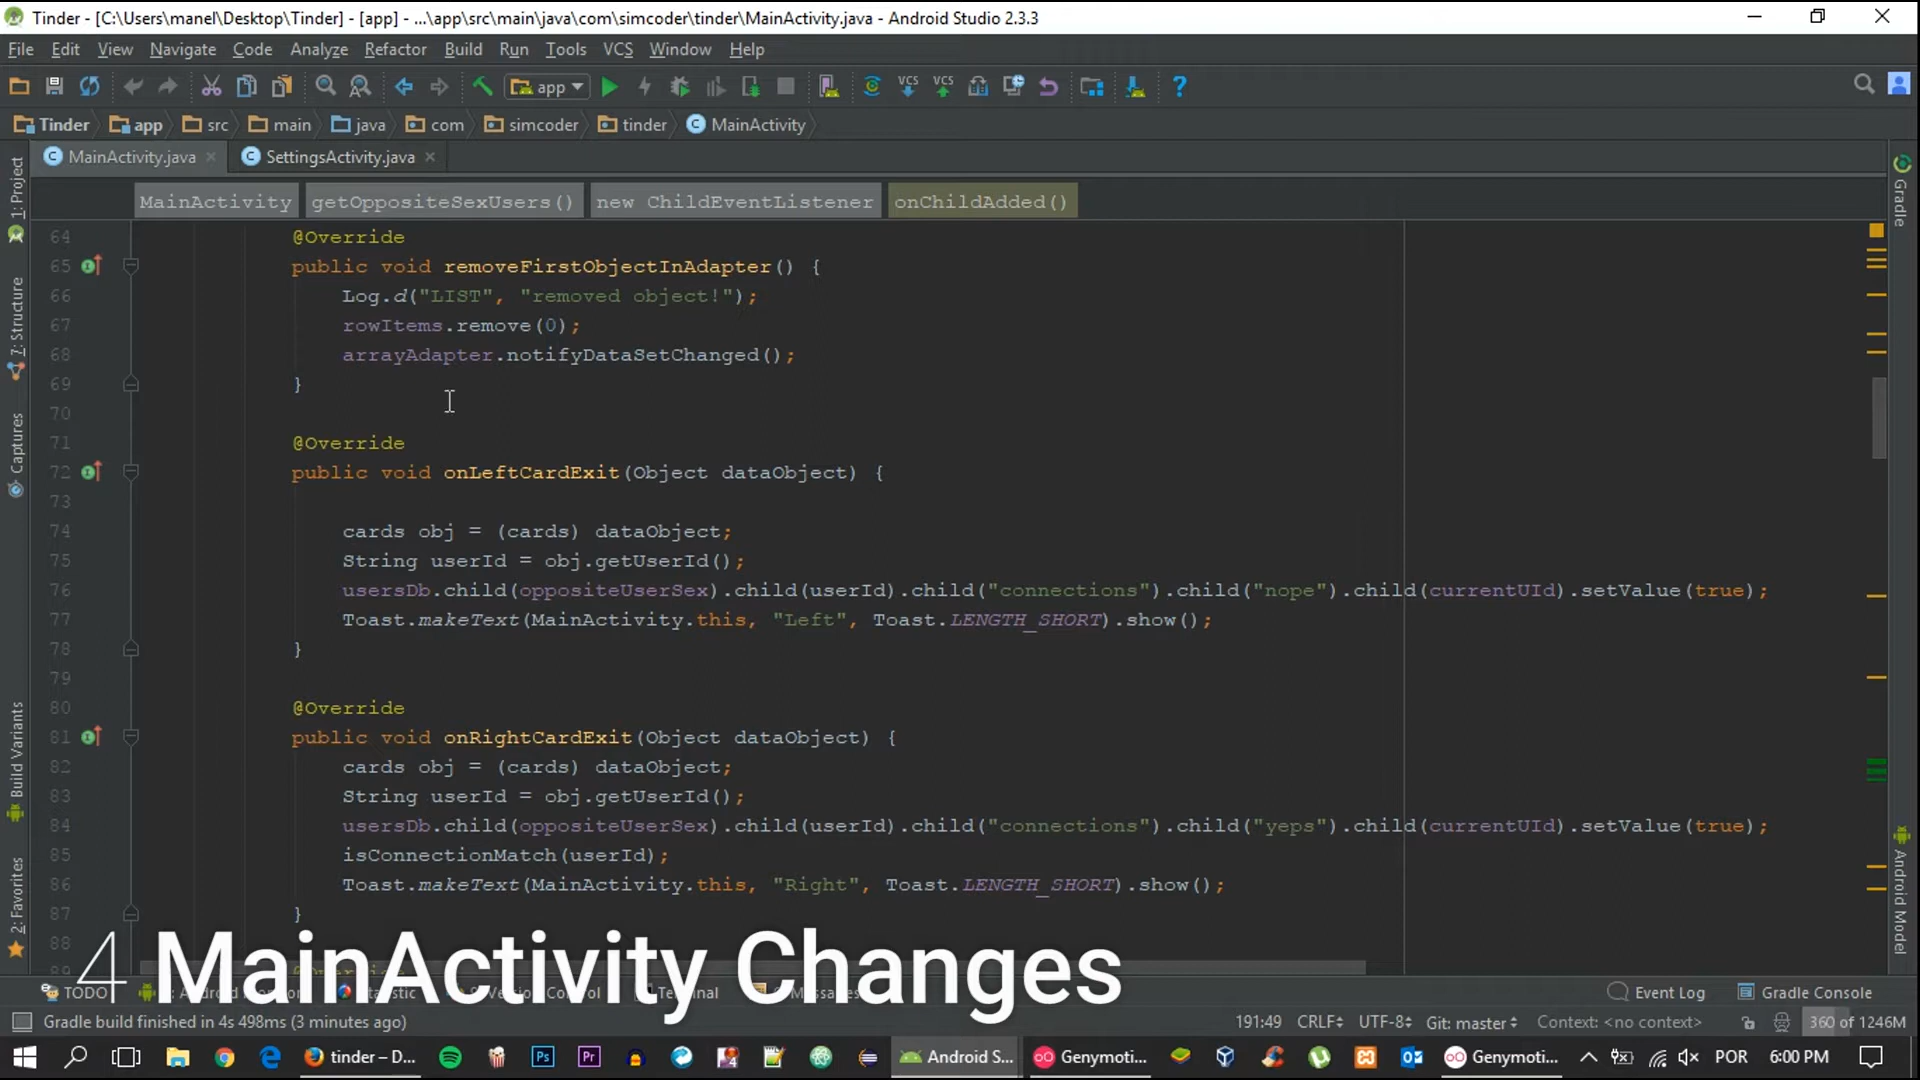 Tinder - [C:\Users\manel\Desktop\Tinder] - [app] - ...\app\src\main\java\com\simcoder\tinder\MainActivity.java - Android Studio 2.3.3
File Edit View Navigate Code Analyze Refactor Build Run Tools VCS Window Help
app
VCS VCS
Tinder app src main java com simcoder tinder MainActivity
MainActivity.java SettingsActivity.java
MainActivity getOppositeSexUsers() new ChildEventListener onChildAdded()
64 @Override
65 public void removeFirstObjectInAdapter() {
66 Log.d("LIST", "removed object!");
67 rowItems.remove(0);
68 arrayAdapter.notifyDataSetChanged();
69 }
70
71 @Override
72 public void onLeftCardExit(Object dataObject) {
73
74 cards obj = (cards) dataObject;
75 String userId = obj.getUserId();
76 usersDb.child(oppositeUserSex).child(userId).child("connections").child("nope").child(currentUId).setValue(true);
77 Toast.makeText(MainActivity.this, "Left", Toast.LENGTH_SHORT).show();
78 }
79
80 @Override
81 public void onRightCardExit(Object dataObject) {
82 cards obj = (cards) dataObject;
83 String userId = obj.getUserId();
84 usersDb.child(oppositeUserSex).child(userId).child("connections").child("yeps").child(currentUId).setValue(true);
85 isConnectionMatch(userId);
86 Toast.makeText(MainActivity.this, "Right", Toast.LENGTH_SHORT).show();
87 }
88
1: Project
7: Structure
Captures
Build Variants
2: Favorites
Gradle
Android Model
4 MainActivity Changes
TODO Terminal Event Log Gradle Console
Gradle build finished in 4s 498ms (3 minutes ago) 191:49 CRLF UTF-8 Git: master Context: <no context> 360 of 1246M
tinder – D... Ps Pr Android S... Genymoti... Genymoti... POR 6:00 PM